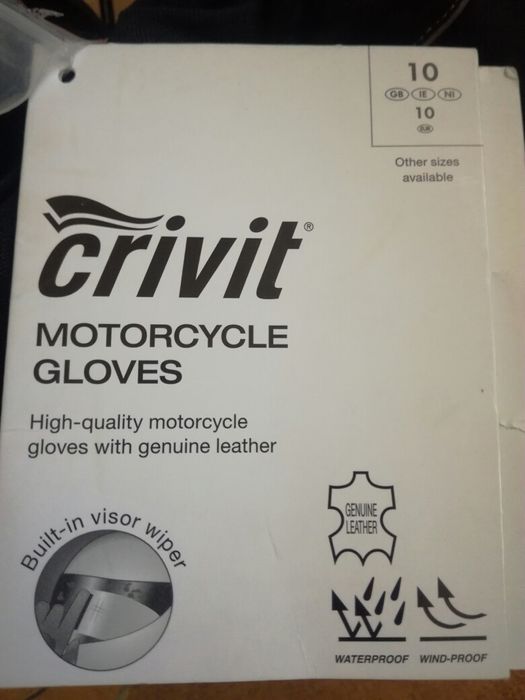 10
GB IE NI
10
EUR
Other sizes
available
crivit®
MOTORCYCLE
GLOVES
High-quality motorcycle
gloves with genuine leather
Built-in visor wiper
GENUINE
LEATHER
WATERPROOF WIND-PROOF